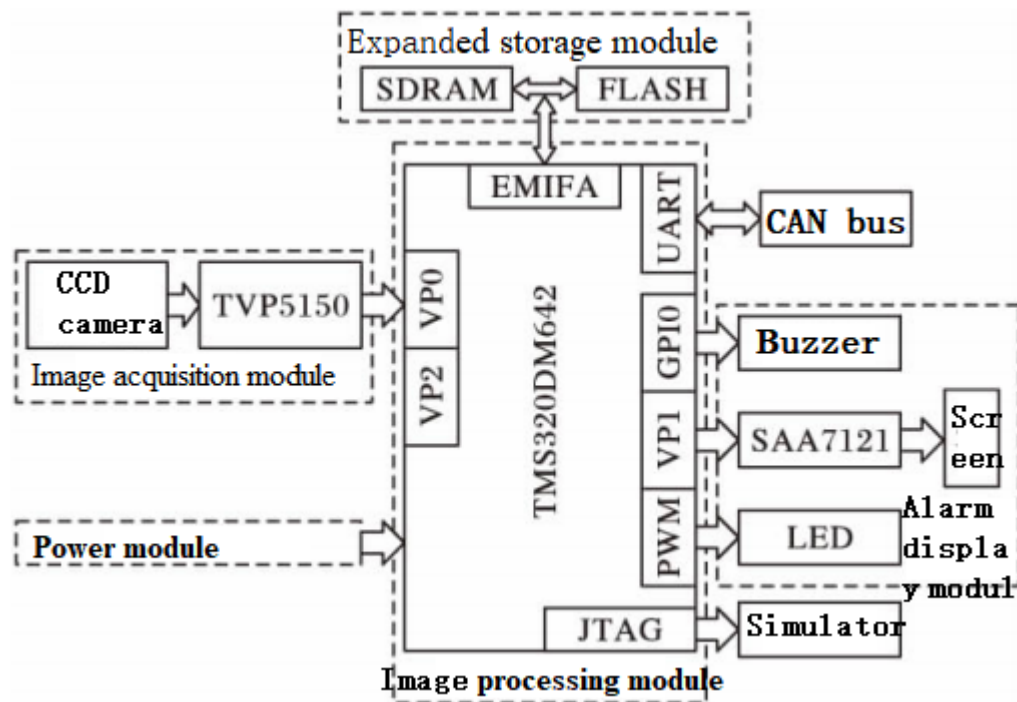 Expanded storage module
SDRAM
FLASH
EMIFA
UART
CAN bus
CCD
camera
TVP5150
VP0
Image acquisition module
VP2
TMS320DM642
GPI0
Buzzer
VP1
SAA7121
Scr
een
Power module
PWM
LED
Alarm
displa
y modul
JTAG
Simulator
Image processing module